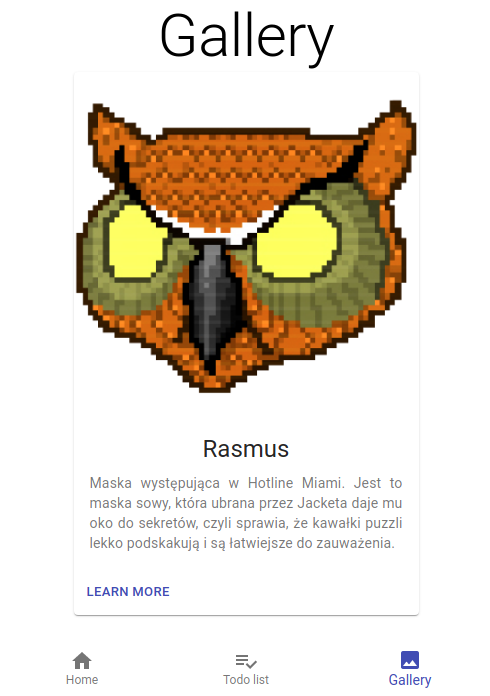 Gallery
Rasmus
Maska występująca w Hotline Miami. Jest to
maska sowy, która ubrana przez Jacketa daje mu
oko do sekretów, czyli sprawia, że kawałki puzzli
lekko podskakują i są łatwiejsze do zauważenia.
LEARN MORE
Home
Todo list
Gallery